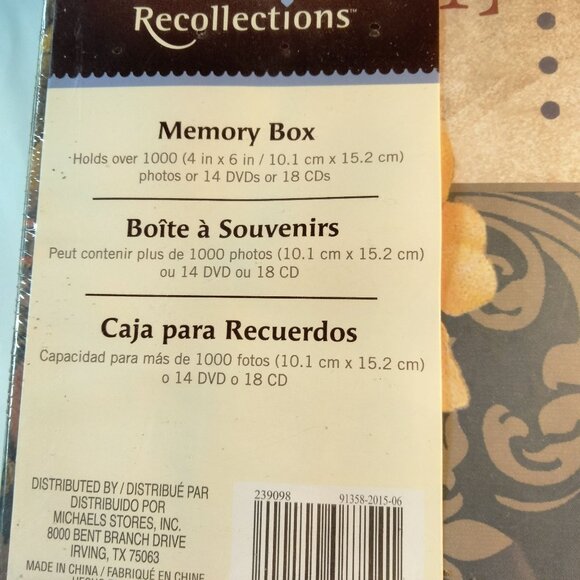 Recollections™
Memory Box
Holds over 1000 (4 in x 6 in / 10.1 cm x 15.2 cm)
photos or 14 DVDs or 18 CDs
Boîte à Souvenirs
Peut contenir plus de 1000 photos (10.1 cm x 15.2 cm)
ou 14 DVD ou 18 CD
Caja para Recuerdos
Capacidad para más de 1000 fotos (10.1 cm x 15.2 cm)
o 14 DVD o 18 CD
DISTRIBUTED BY / DISTRIBUÉ PAR
DISTRIBUIDO POR
MICHAELS STORES, INC.
8000 BENT BRANCH DRIVE
IRVING, TX 75063
MADE IN CHINA / FABRIQUÉ EN CHINE
239098 91358-2015-06